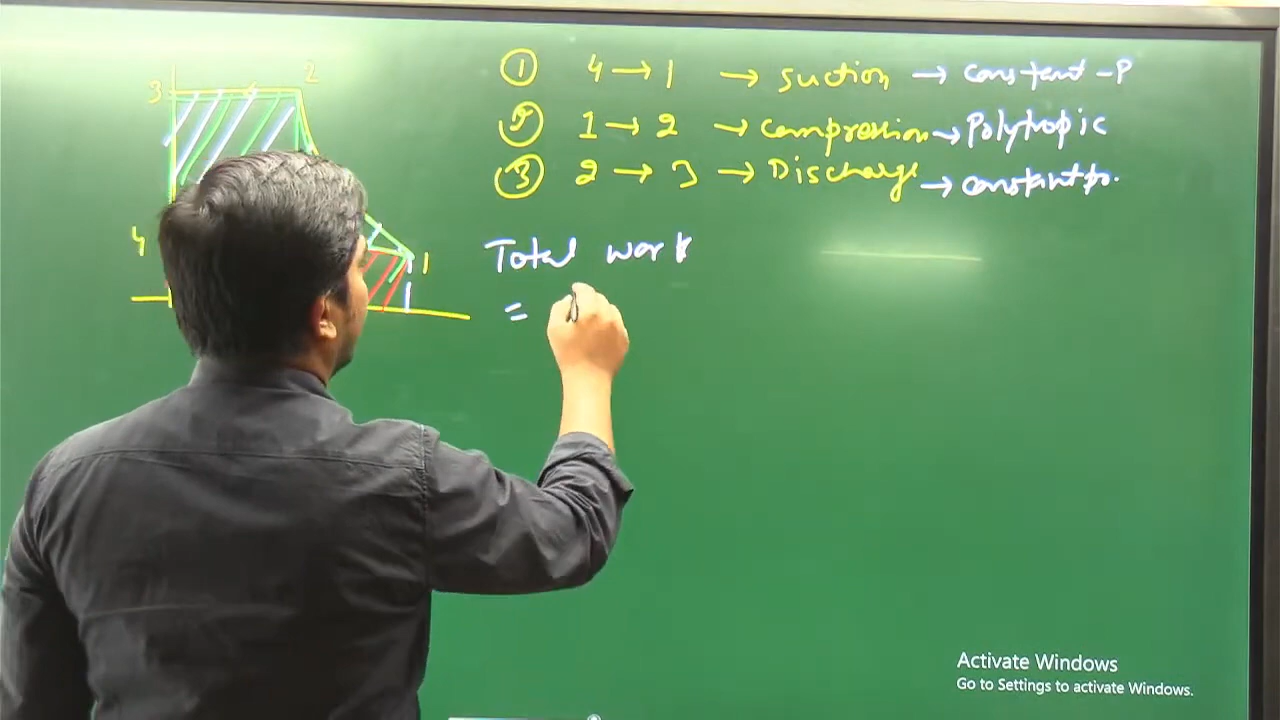 3 2
4 1
① 4 → 1 → suction → constant - P
② 1 → 2 → compression → Polytropic
③ 2 → 3 → Discharge → constant pr.
Total work
=
Activate Windows
Go to Settings to activate Windows.